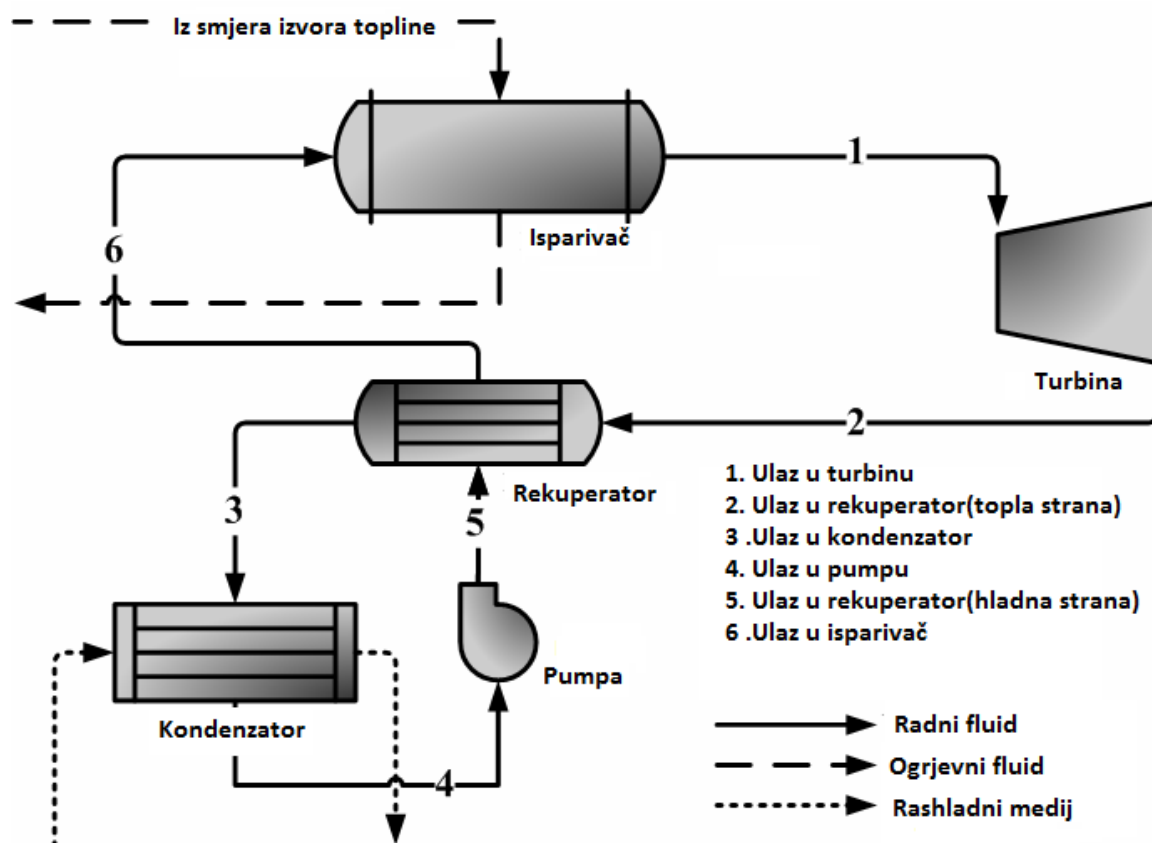 Iz smjera izvora topline
1
Isparivač
6
Turbina
2
Rekuperator
3
5
1. Ulaz u turbinu
2. Ulaz u rekuperator(topla strana)
3 .Ulaz u kondenzator
4. Ulaz u pumpu
5. Ulaz u rekuperator(hladna strana)
6 .Ulaz u isparivač
Pumpa
Kondenzator
4
Radni fluid
Ogrjevni fluid
Rashladni medij